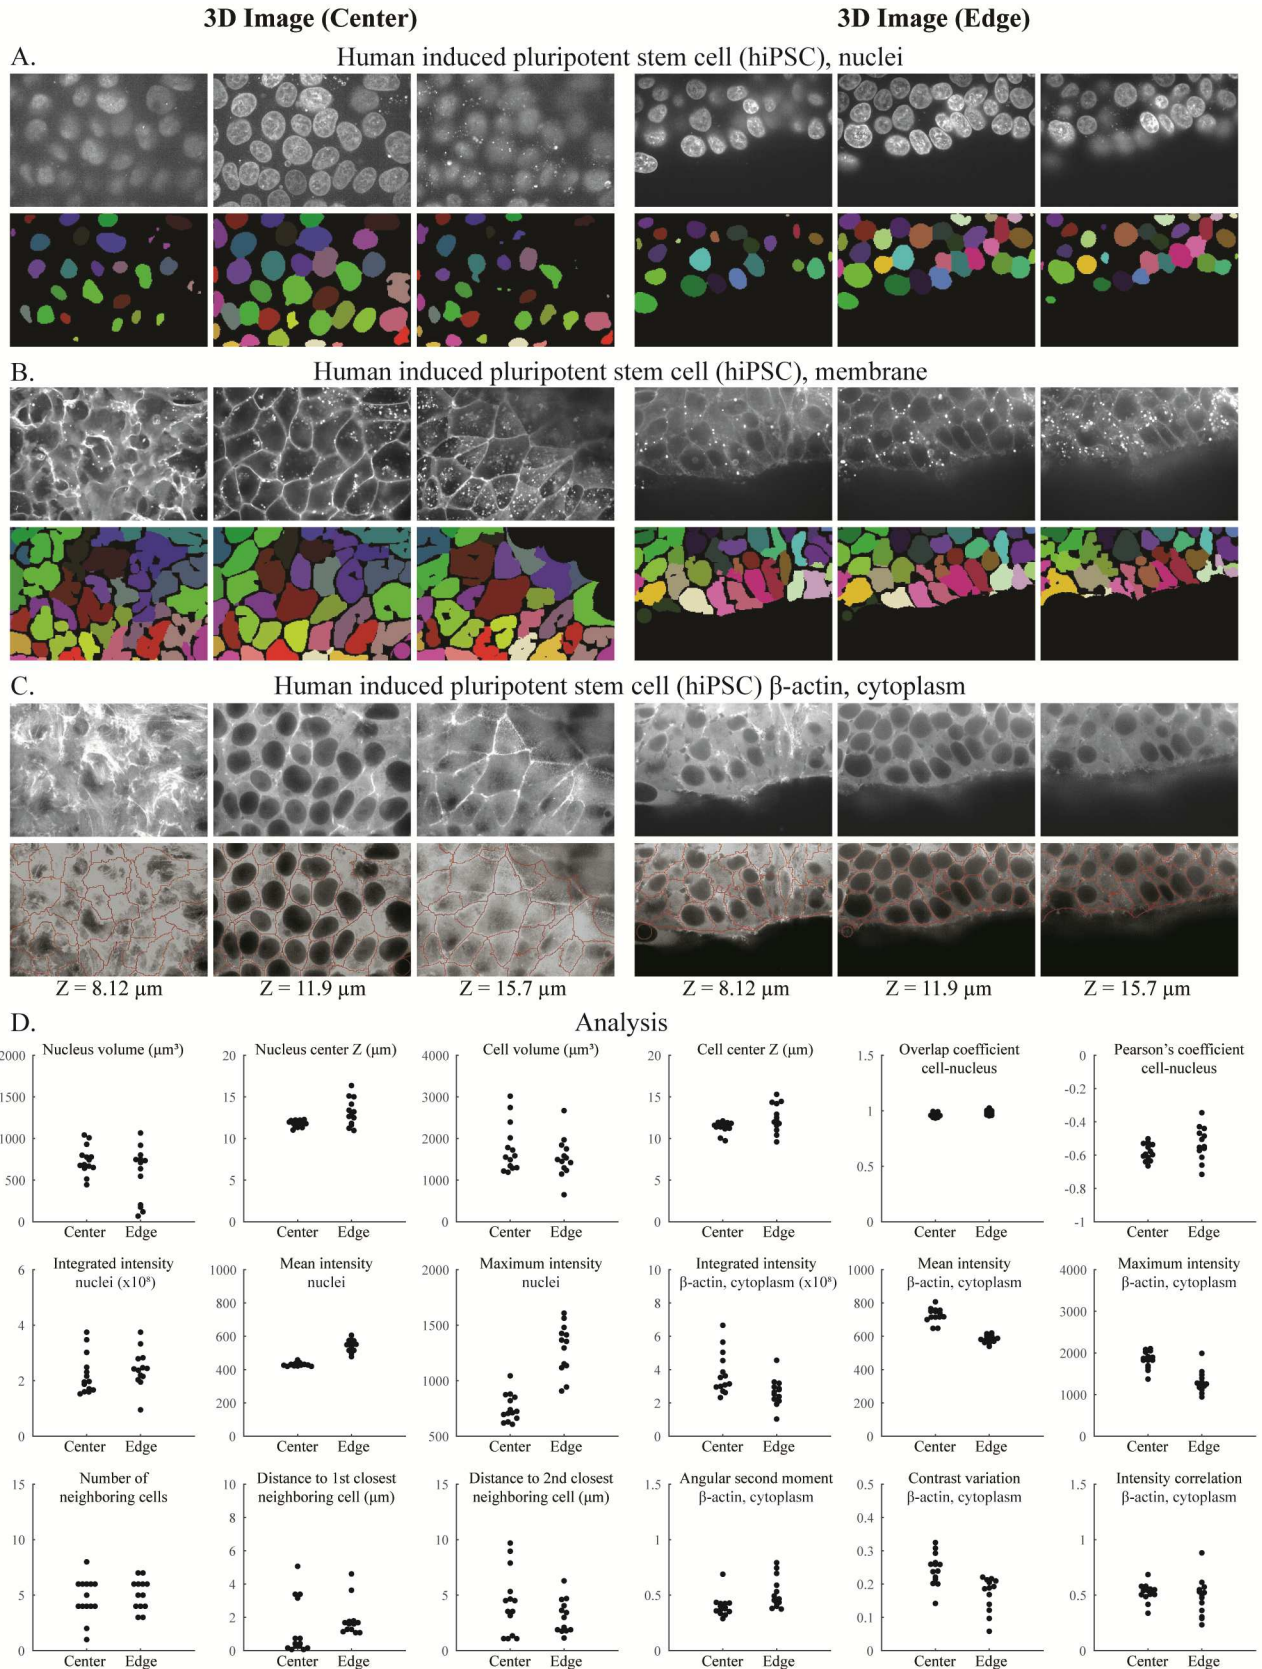 3D Image (Center)
3D Image (Edge)
A.
Human induced pluripotent stem cell (hiPSC), nuclei
B.
Human induced pluripotent stem cell (hiPSC), membrane
C.
Human induced pluripotent stem cell (hiPSC) β-actin, cytoplasm
Z = 8.12 μm
Z = 11.9 μm
Z = 15.7 μm
Z = 8.12 μm
Z = 11.9 μm
Z = 15.7 μm
D.
Analysis
Nucleus volume (μm³)
2000
1500
1000
500
0
Center
Edge
Nucleus center Z (μm)
20
15
10
5
0
Center
Edge
Cell volume (μm³)
4000
3000
2000
1000
0
Center
Edge
Cell center Z (μm)
20
15
10
5
0
Center
Edge
Overlap coefficient
cell-nucleus
1.5
1
0.5
0
Center
Edge
Pearson's coefficient
cell-nucleus
0
-0.2
-0.4
-0.6
-0.8
-1
Center
Edge
Integrated intensity
nuclei (x10⁸)
6
4
2
0
Center
Edge
Mean intensity
nuclei
1000
800
600
400
200
0
Center
Edge
Maximum intensity
nuclei
2000
1500
1000
500
Center
Edge
Integrated intensity
β-actin, cytoplasm (x10⁸)
10
8
6
4
2
0
Center
Edge
Mean intensity
β-actin, cytoplasm
1000
800
600
400
200
0
Center
Edge
Maximum intensity
β-actin, cytoplasm
4000
3000
2000
1000
0
Center
Edge
Number of
neighboring cells
15
10
5
0
Center
Edge
Distance to 1st closest
neighboring cell (μm)
10
8
6
4
2
0
Center
Edge
Distance to 2nd closest
neighboring cell (μm)
15
10
5
0
Center
Edge
Angular second moment
β-actin, cytoplasm
1.5
1
0.5
0
Center
Edge
Contrast variation
β-actin, cytoplasm
0.5
0.4
0.3
0.2
0.1
0
Center
Edge
Intensity correlation
β-actin, cytoplasm
1.5
1
0.5
0
Center
Edge